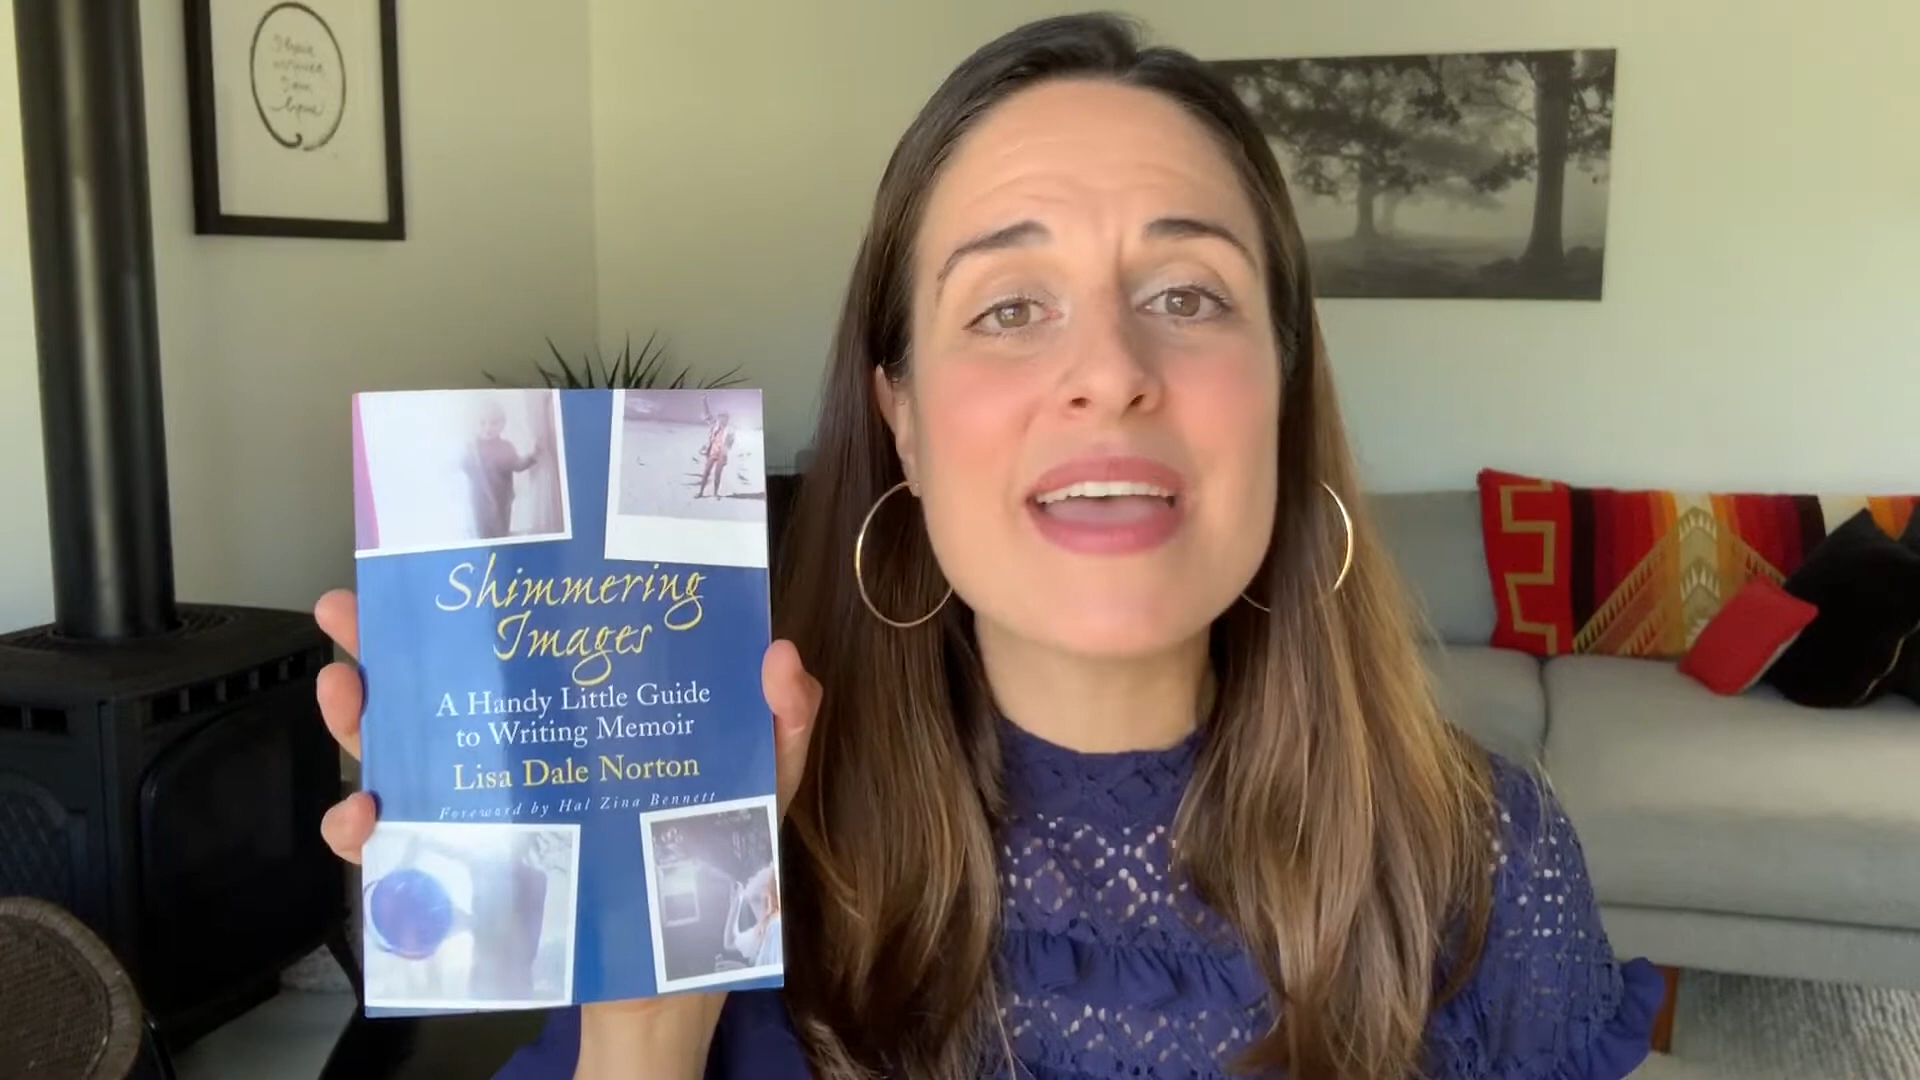 Shimmering
Images
A Handy Little Guide
to Writing Memoir
Lisa Dale Norton
Foreword by Hal Zina Bennett